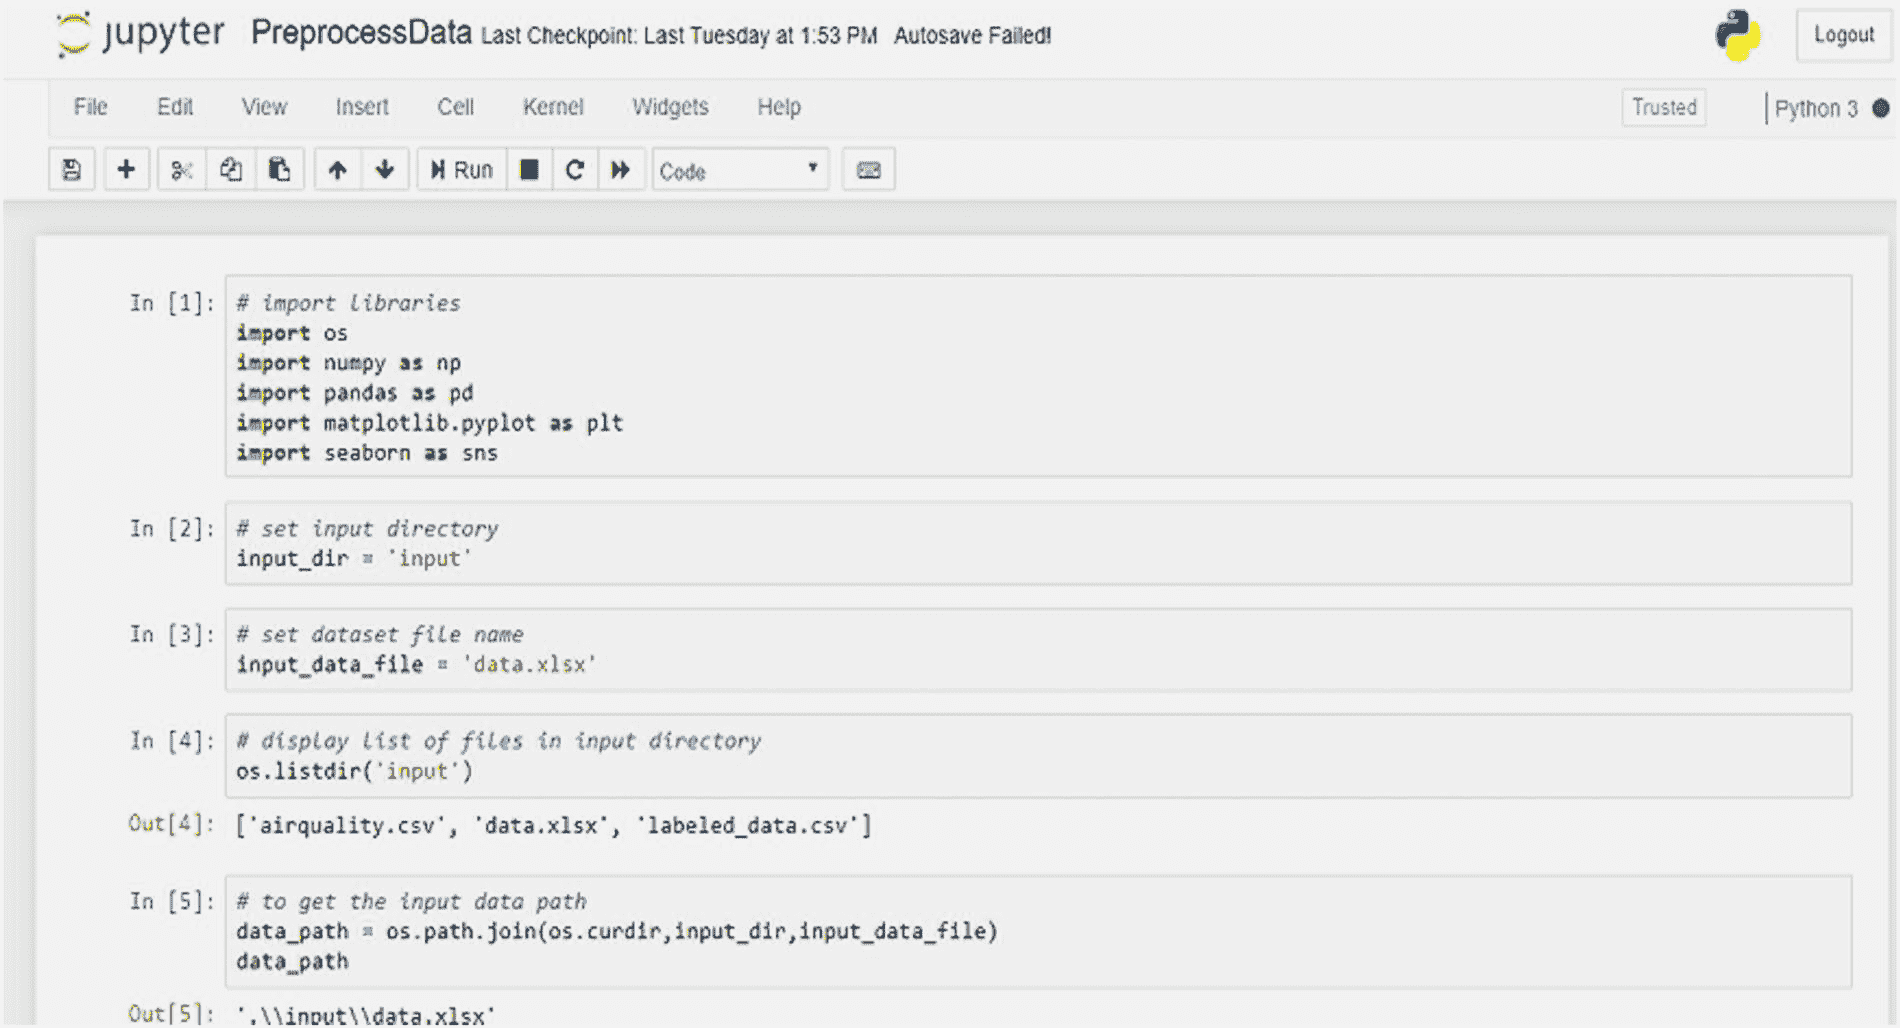 jupyter PreprocessData Last Checkpoint: Last Tuesday at 1:53 PM Autosave Failed! Logout
File Edit View Insert Cell Kernel Widgets Help Trusted Python 3
Run Code
In [1]: # import libraries
import os
import numpy as np
import pandas as pd
import matplotlib.pyplot as plt
import seaborn as sns
In [2]: # set input directory
input_dir = 'input'
In [3]: # set dataset file name
input_data_file = 'data.xlsx'
In [4]: # display list of files in input directory
os.listdir('input')
Out[4]: ['airquality.csv', 'data.xlsx', 'labeled_data.csv']
In [5]: # to get the input data path
data_path = os.path.join(os.curdir,input_dir,input_data_file)
data_path
Out[5]: '.\\input\\data.xlsx'